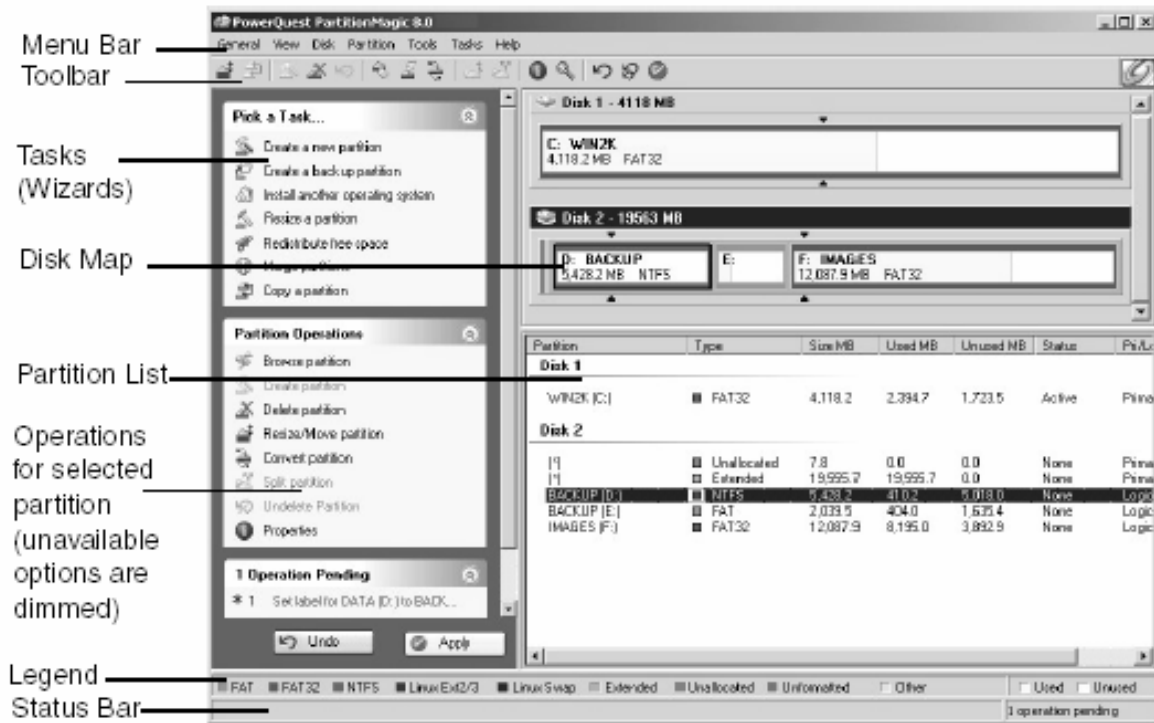 PowerQuest PartitionMagic 8.0
General View Disk Partition Tools Tasks Help
Menu Bar
Toolbar
Tasks
(Wizards)
Disk Map
Partition List
Operations
for selected
partition
(unavailable
options are
dimmed)
Legend
Status Bar
Pick a Task...
Create a new partition
Create a backup partition
Install another operating system
Resize a partition
Redistribute free space
Merge partitions
Copy a partition
Partition Operations
Browse partition
Create partition
Delete partition
Resize/Move partition
Convert partition
Split partition
Undelete Partition
Properties
1 Operation Pending
* 1 Set label for DATA (D:) to BACK...
Undo Apply
Disk 1 - 4118 MB
C: WIN2K
4,118.2 MB FAT32
Disk 2 - 19563 MB
D: BACKUP E: F: IMAGES
5,428.2 MB NTFS 12,087.9 MB FAT32
Partition Type Size MB Used MB Unused MB Status Pri/Lo
Disk 1
WIN2K (C:) FAT32 4,118.2 2,394.7 1,723.5 Active Prima
Disk 2
(*) Unallocated 7.8 0.0 0.0 None Prima
(*) Extended 19,555.7 19,555.7 0.0 None Prima
BACKUP (D:) NTFS 5,428.2 410.2 5,018.0 None Logic
BACKUP (E:) FAT 2,039.5 404.0 1,635.4 None Logic
IMAGES (F:) FAT32 12,087.9 8,195.0 3,892.9 None Logic
FAT FAT32 NTFS Linux Ext2/3 Linux Swap Extended Unallocated Unformatted Other Used Unused
1 operation pending